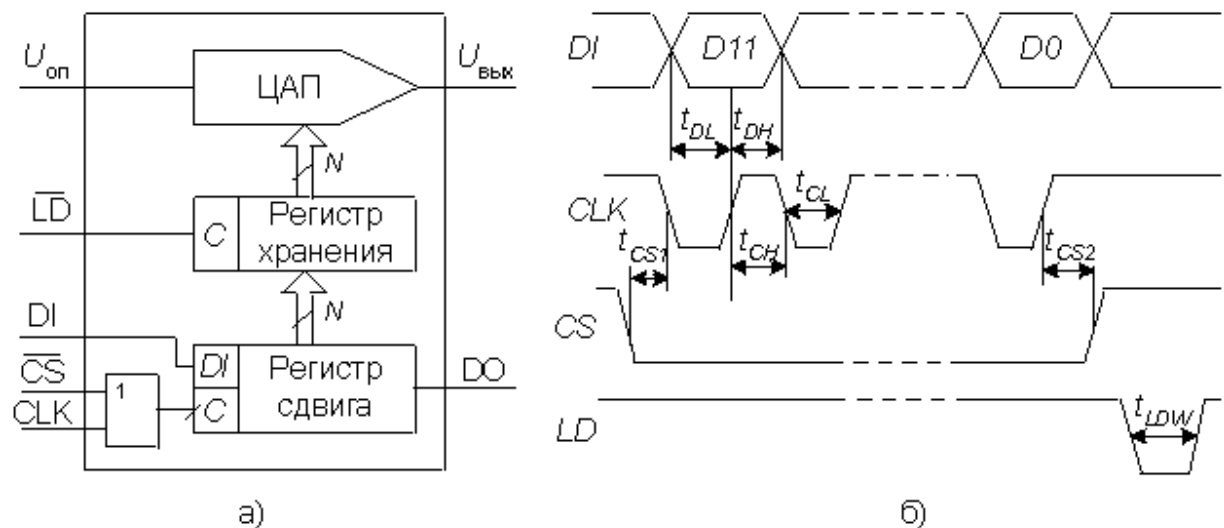 U оп
ЦАП
U вых
N
LD
C
Регистр
хранения
N
DI
CS
CLK
1
DI
C
Регистр
сдвига
DO
а)
DI
D11
D0
t DL
t DH
CLK
t CL
t CS1
t CH
t CS2
CS
LD
t LDW
б)